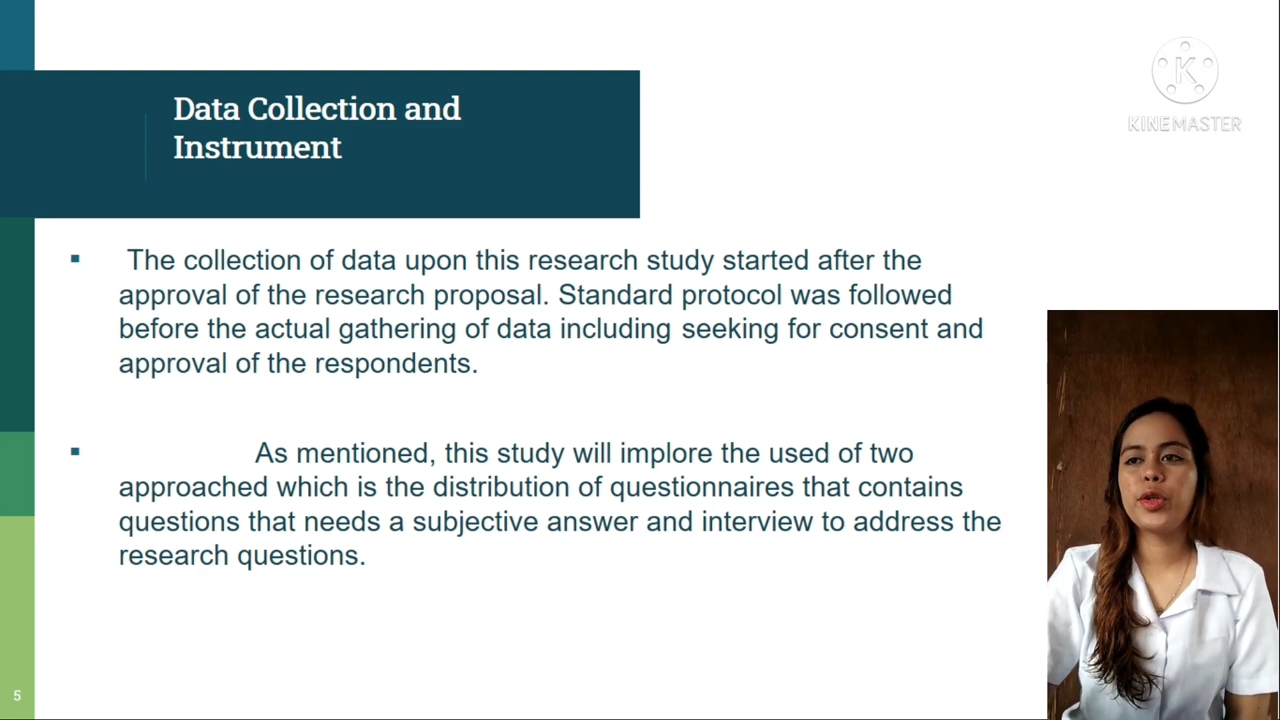 Data Collection and
Instrument
K
KINEMASTER
▪ The collection of data upon this research study started after the
approval of the research proposal. Standard protocol was followed
before the actual gathering of data including seeking for consent and
approval of the respondents.
▪ As mentioned, this study will implore the used of two
approached which is the distribution of questionnaires that contains
questions that needs a subjective answer and interview to address the
research questions.
5